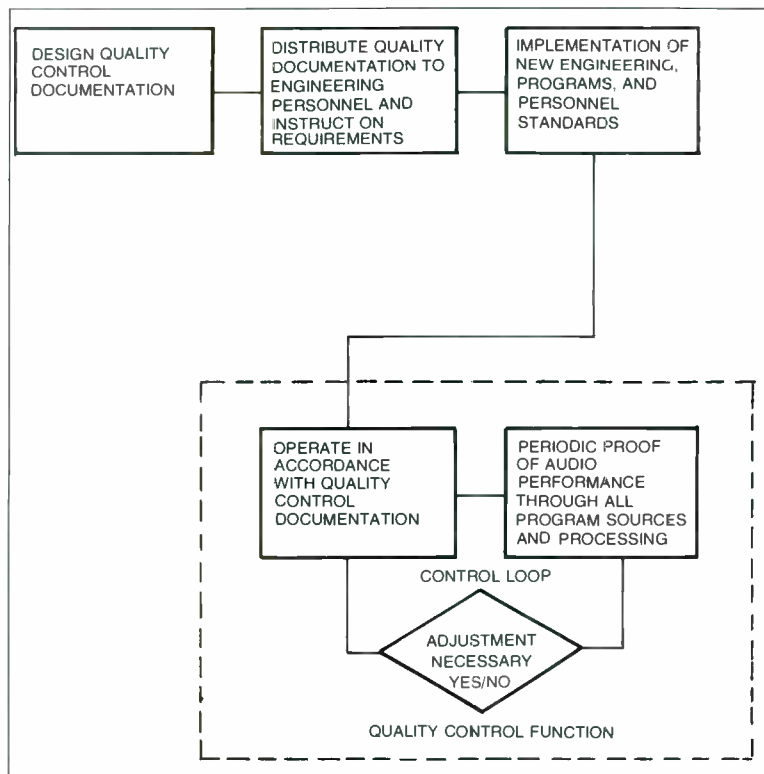 DESIGN QUALITY
CONTROL
DOCUMENTATION
DISTRIBUTE QUALITY
DOCUMENTATION TO
ENGINEERING
PERSONNEL AND
INSTRUCT ON
REQUIREMENTS
IMPLEMENTATION OF
NEW ENGINEERING,
PROGRAMS, AND
PERSONNEL
STANDARDS
OPERATE IN
ACCORDANCE
WITH QUALITY
CONTROL
DOCUMENTATION
PERIODIC PROOF
OF AUDIO
PERFORMANCE
THROUGH ALL
PROGRAM SOURCES
AND PROCESSING
CONTROL LOOP
ADJUSTMENT
NECESSARY
YES/NO
QUALITY CONTROL FUNCTION